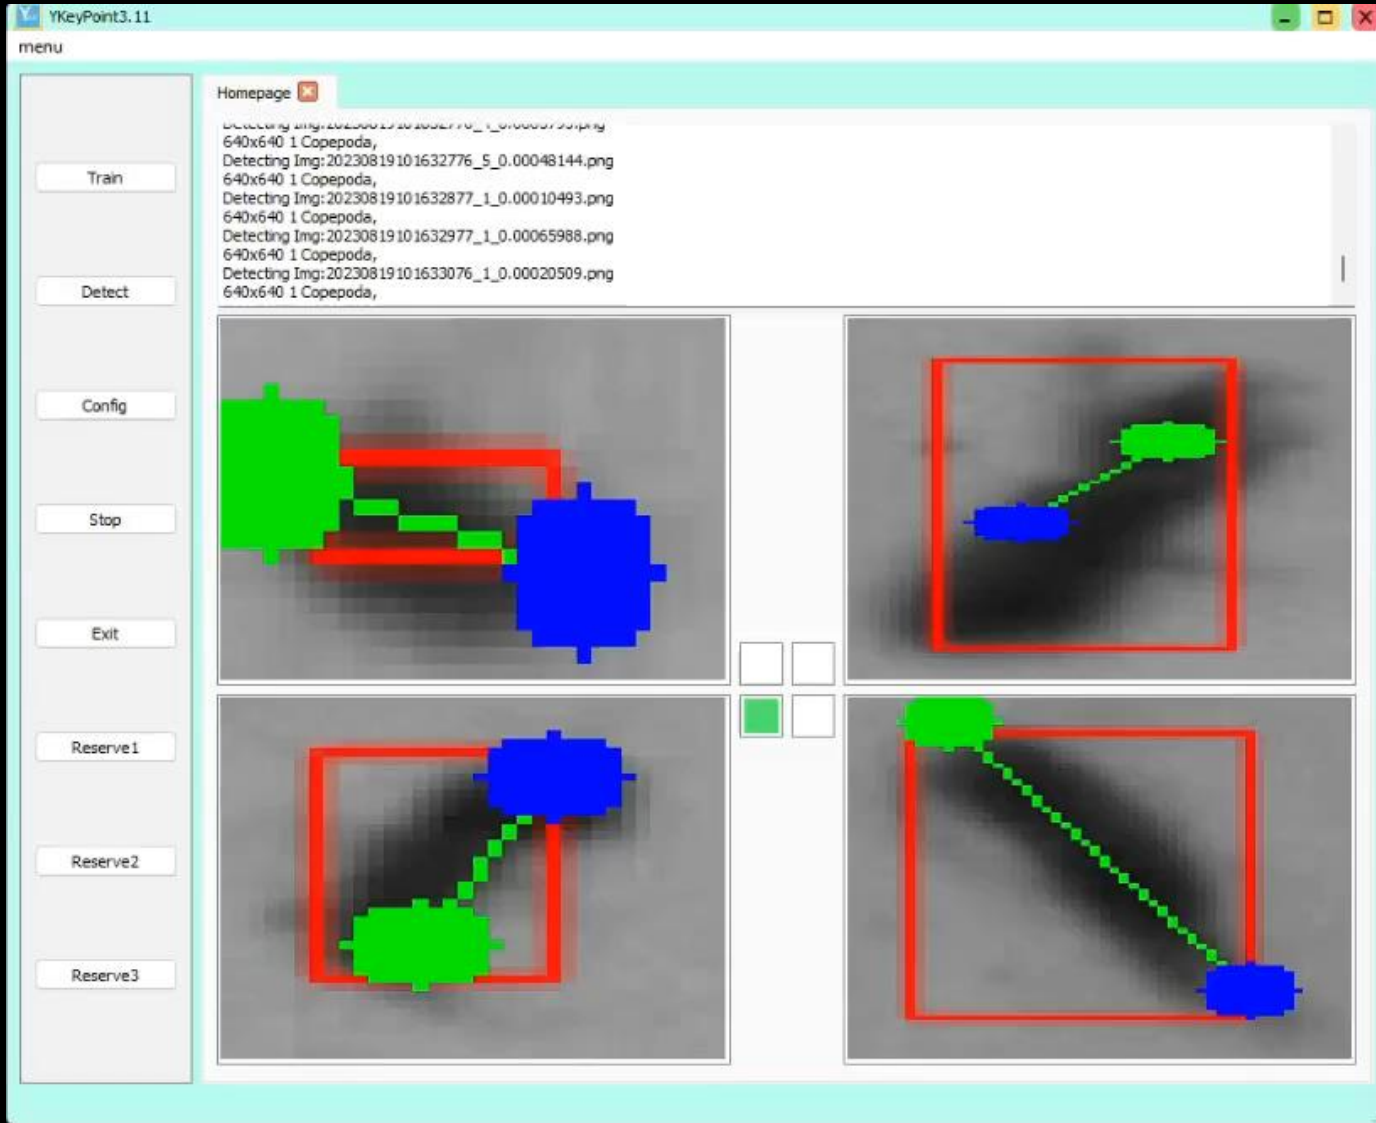 YKeyPoint3.11
menu
Train
Detect
Config
Stop
Exit
Reserve1
Reserve2
Reserve3
Homepage
640x640 1 Copepoda,
Detecting Img:20230819101632776_5_0.00048144.png
640x640 1 Copepoda,
Detecting Img:20230819101632877_1_0.00010493.png
640x640 1 Copepoda,
Detecting Img:20230819101632977_1_0.00065988.png
640x640 1 Copepoda,
Detecting Img:20230819101633076_1_0.00020509.png
640x640 1 Copepoda,